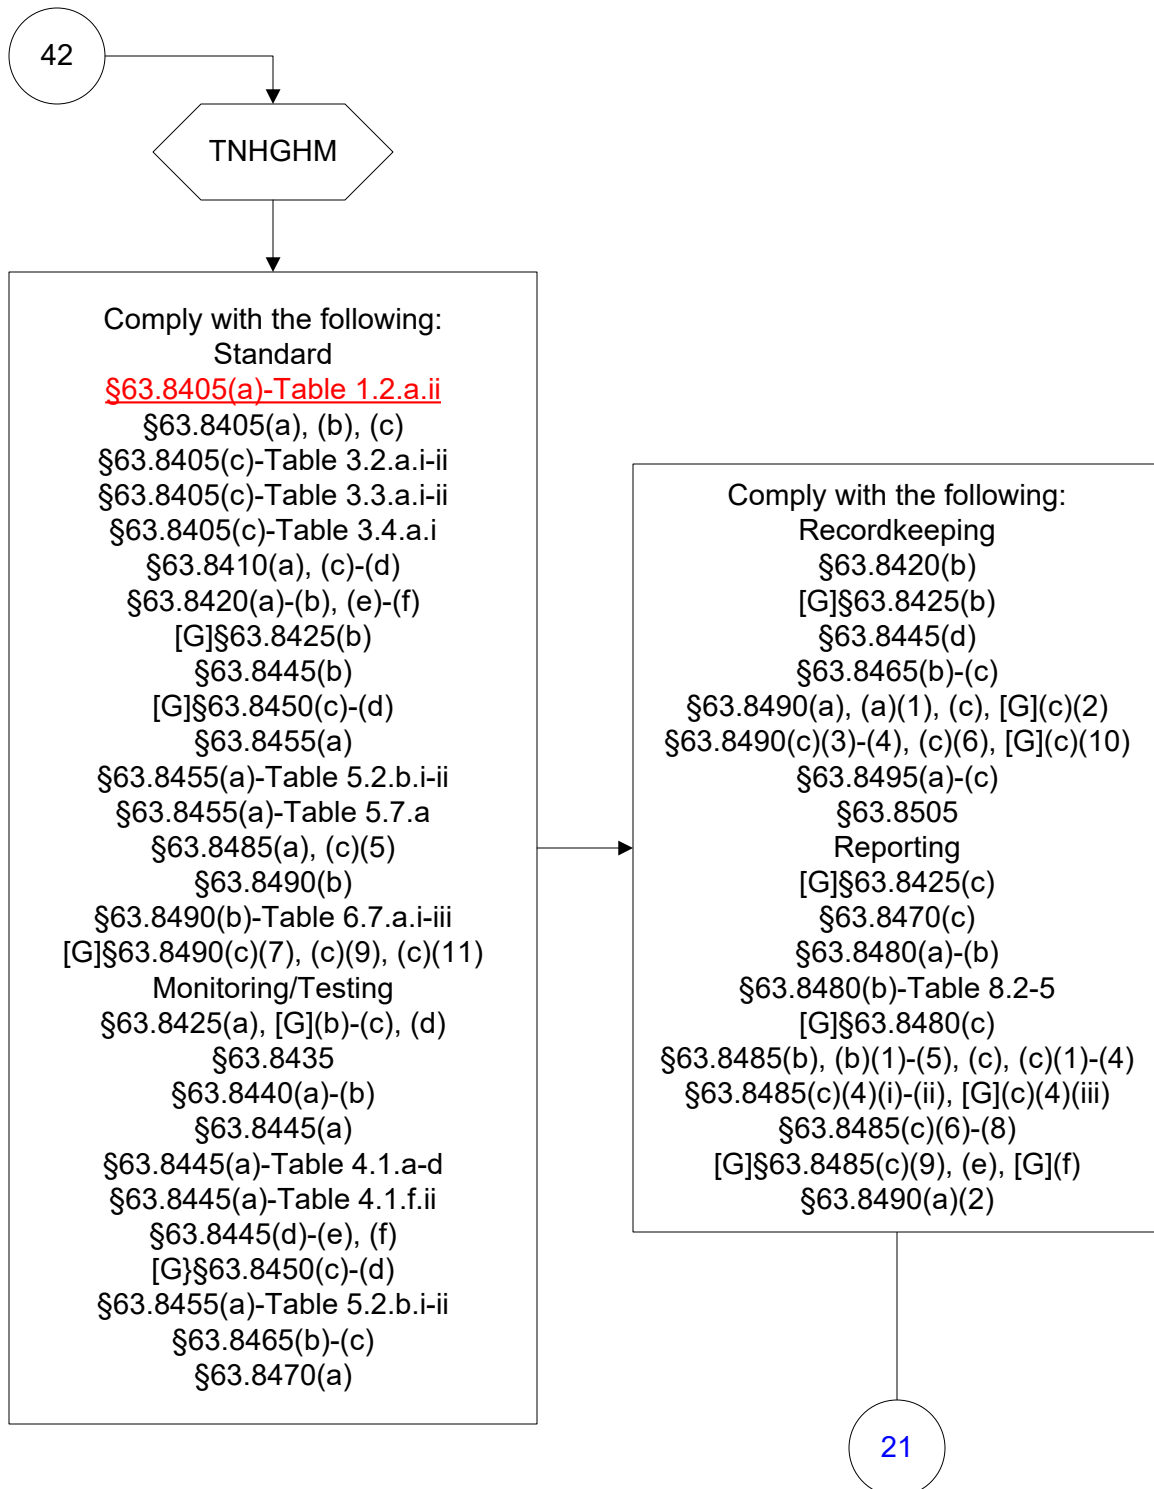 42
TNHGHM
Comply with the following:
Standard
§63.8405(a)-Table 1.2.a.ii
§63.8405(a), (b), (c)
§63.8405(c)-Table 3.2.a.i-ii
§63.8405(c)-Table 3.3.a.i-ii
§63.8405(c)-Table 3.4.a.i
§63.8410(a), (c)-(d)
§63.8420(a)-(b), (e)-(f)
[G]§63.8425(b)
§63.8445(b)
[G]§63.8450(c)-(d)
§63.8455(a)
§63.8455(a)-Table 5.2.b.i-ii
§63.8455(a)-Table 5.7.a
§63.8485(a), (c)(5)
§63.8490(b)
§63.8490(b)-Table 6.7.a.i-iii
[G]§63.8490(c)(7), (c)(9), (c)(11)
Monitoring/Testing
§63.8425(a), [G](b)-(c), (d)
§63.8435
§63.8440(a)-(b)
§63.8445(a)
§63.8445(a)-Table 4.1.a-d
§63.8445(a)-Table 4.1.f.ii
§63.8445(d)-(e), (f)
[G}§63.8450(c)-(d)
§63.8455(a)-Table 5.2.b.i-ii
§63.8465(b)-(c)
§63.8470(a)
Comply with the following:
Recordkeeping
§63.8420(b)
[G]§63.8425(b)
§63.8445(d)
§63.8465(b)-(c)
§63.8490(a), (a)(1), (c), [G](c)(2)
§63.8490(c)(3)-(4), (c)(6), [G](c)(10)
§63.8495(a)-(c)
§63.8505
Reporting
[G]§63.8425(c)
§63.8470(c)
§63.8480(a)-(b)
§63.8480(b)-Table 8.2-5
[G]§63.8480(c)
§63.8485(b), (b)(1)-(5), (c), (c)(1)-(4)
§63.8485(c)(4)(i)-(ii), [G](c)(4)(iii)
§63.8485(c)(6)-(8)
[G]§63.8485(c)(9), (e), [G](f)
§63.8490(a)(2)
21